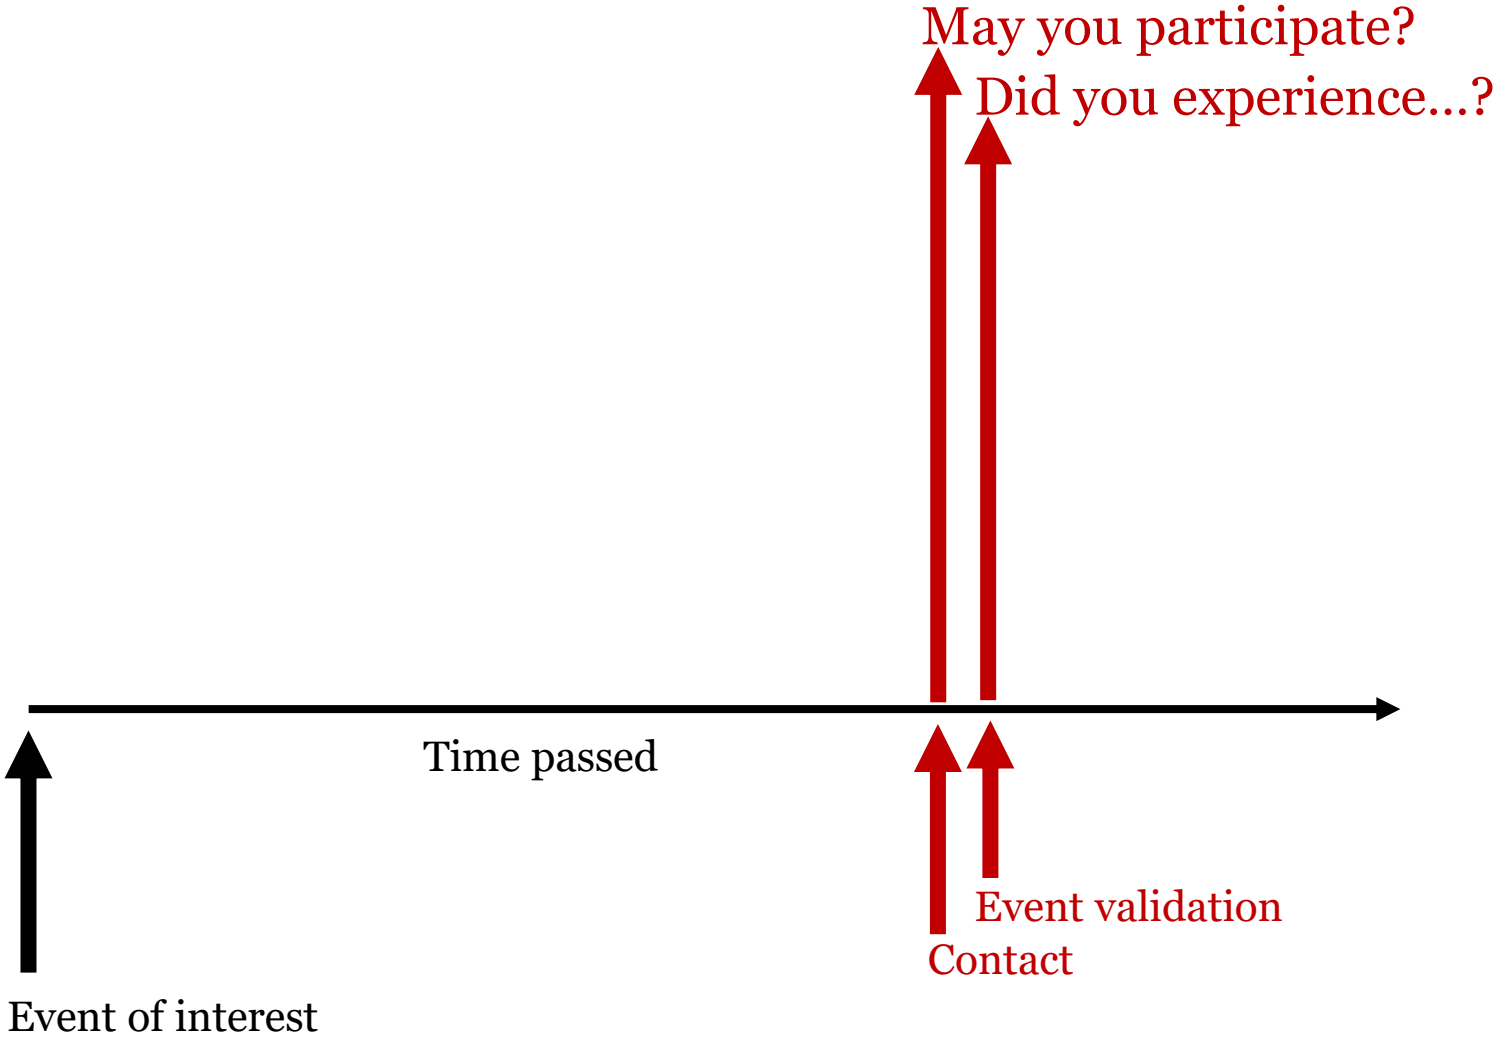 May you participate?
Did you experience...?
Time passed
Event validation
Contact
Event of interest